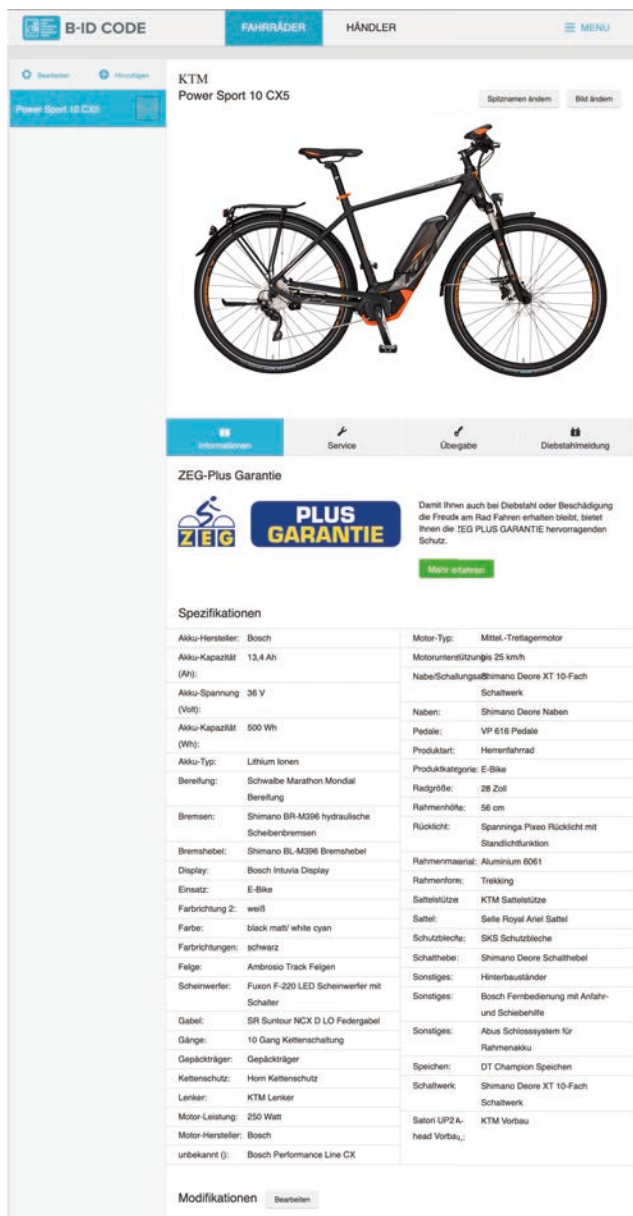 B-ID CODE
FAHRRÄDER
HÄNDLER
MENU
Bearbeiten
Hinzufügen
Power Sport 10 CX5
KTM
Power Sport 10 CX5
Spitznamen ändern
Bild ändern
Informationen
Service
Übergabe
Diebstahlmeldung
ZEG-Plus Garantie
ZEG
PLUS
GARANTIE
Damit Ihnen auch bei Diebstahl oder Beschädigung
die Freude am Rad Fahren erhalten bleibt, bietet
Ihnen die ZEG PLUS GARANTIE hervorragenden
Schutz.
Mehr erfahren
Spezifikationen
Akku-Hersteller: Bosch
Akku-Kapazität 13,4 Ah
(Ah):
Akku-Spannung 36 V
(Volt):
Akku-Kapazität 500 Wh
(Wh):
Akku-Typ: Lithium Ionen
Bereifung: Schwalbe Marathon Mondial
Bereifung
Bremsen: Shimano BR-M396 hydraulische
Scheibenbremsen
Bremshebel: Shimano BL-M396 Bremshebel
Display: Bosch Intuvia Display
Einsatz: E-Bike
Farbrichtung 2: weiß
Farbe: black matt/ white cyan
Farbrichtungen: schwarz
Felge: Ambrosio Track Felgen
Scheinwerfer: Fuxon F-220 LED Scheinwerfer mit
Schalter
Gabel: SR Suntour NCX D LO Federgabel
Gänge: 10 Gang Kettenschaltung
Gepäckträger: Gepäckträger
Kettenschutz: Horn Kettenschutz
Lenker: KTM Lenker
Motor-Leistung: 250 Watt
Motor-Hersteller: Bosch
unbekannt (): Bosch Performance Line CX
Motor-Typ: Mittel.-Tretlagermotor
Motorunterstützung bis 25 km/h
Shimano Deore XT 10-Fach
Schaltwerk
Naben: Shimano Deore Naben
Pedale: VP 616 Pedale
Produktart: Herrenfahrrad
Produktkategorie: E-Bike
Radgröße: 28 Zoll
Rahmenhöhe: 56 cm
Rücklicht: Spanninga Pixeo Rücklicht mit
Standlichtfunktion
Rahmenmaterial: Aluminium 6061
Rahmenform: Trekking
Sattelstütze: KTM Sattelstütze
Sattel: Selle Royal Ariel Sattel
Schutzbleche: SKS Schutzbleche
Schalthebel: Shimano Deore Schalthebel
Sonstiges: Hinterbauständer
Sonstiges: Bosch Fernbedienung mit Anfahr-
und Schiebehilfe
Sonstiges: Abus Schlosssystem für
Rahmenakku
Speichen: DT Champion Speichen
Schaltwerk: Shimano Deore XT 10-Fach
Schaltwerk
Satori UP2 A- KTM Vorbau
head Vorbau,:
Modifikationen
Bearbeiten